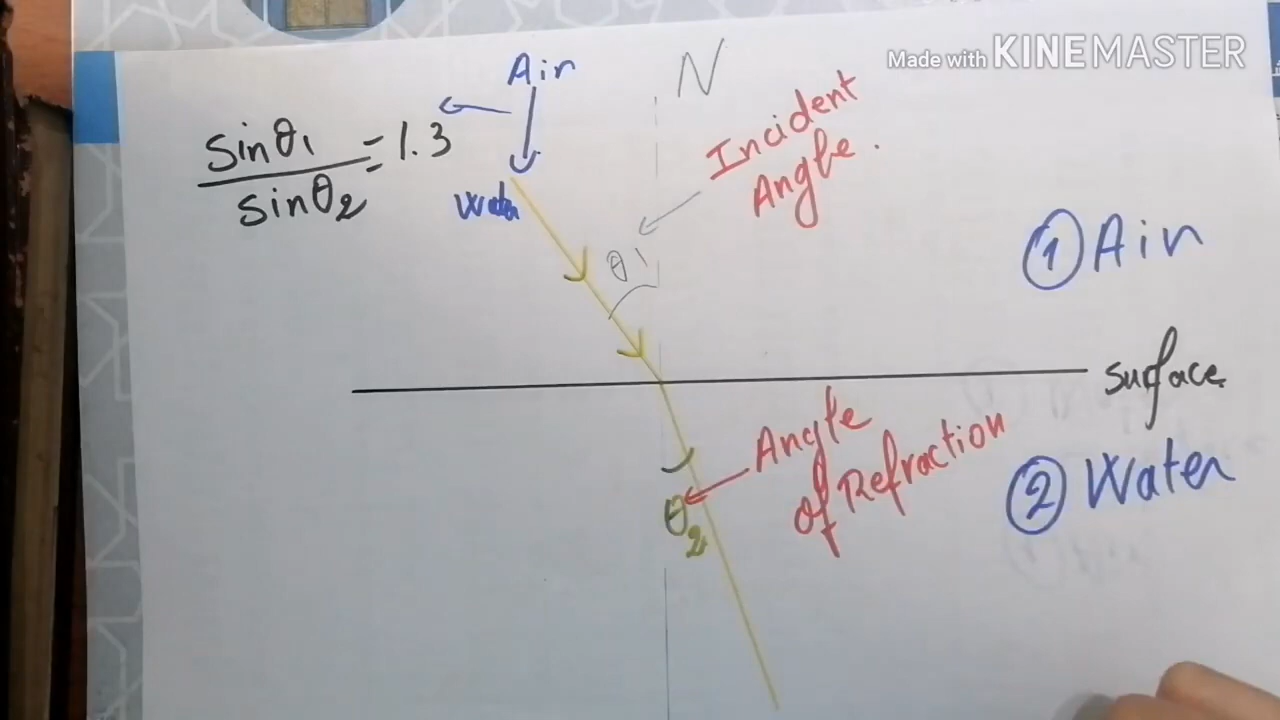 Made with KINEMASTER
Air
N
Incident
Angle.
sinθ1 / sinθ2 = 1.3
Water
θ1
① Air
surface
Angle
of Refraction
② Water
θ2